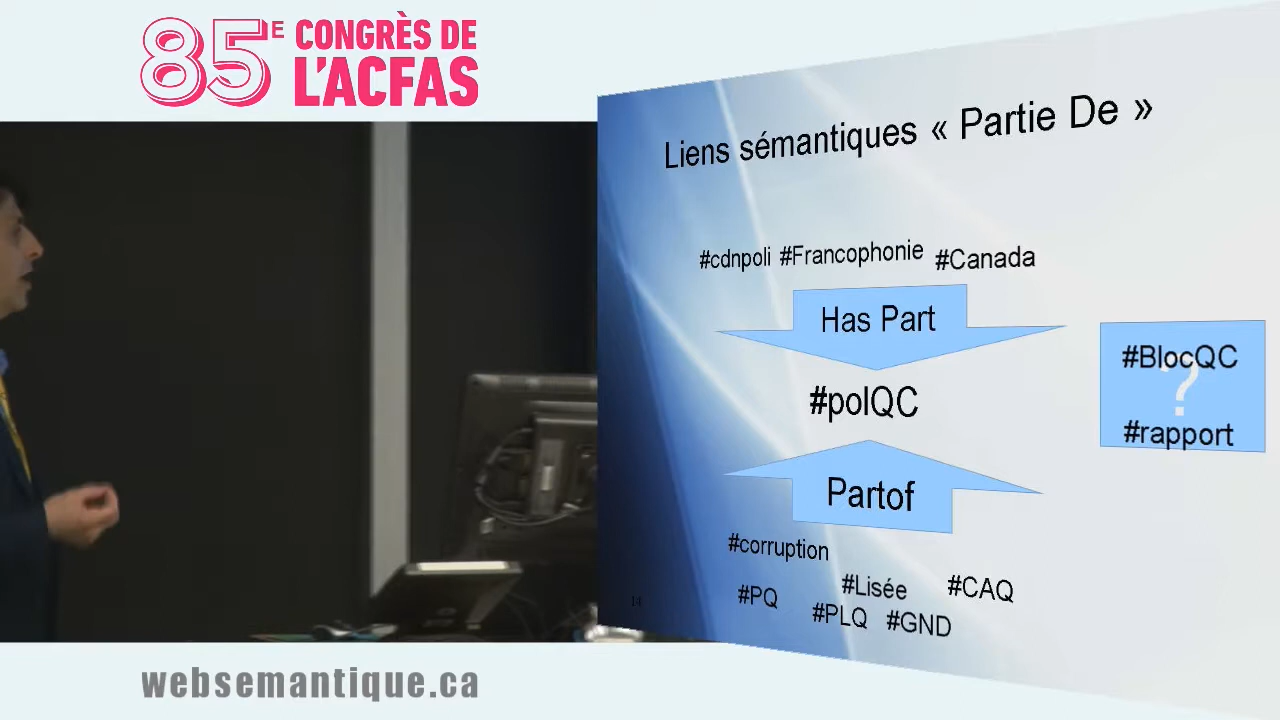 85E CONGRÈS DE
L'ACFAS
Liens sémantiques « Partie De »
#cdnpoli #Francophonie #Canada
Has Part
#polQC
Partof
#corruption
#Lisée #CAQ
#PQ
#PLQ #GND
#BlocQC
?
#rapport
14
websemantique.ca